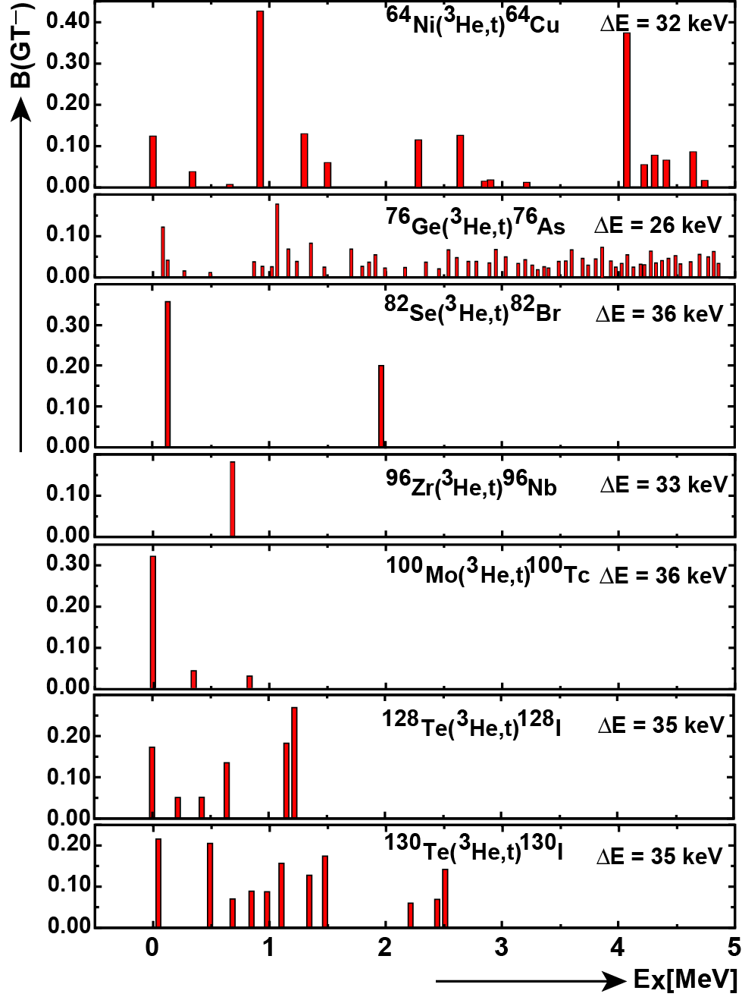 B(GT⁻)
⁶⁴Ni(³He,t)⁶⁴Cu ΔE = 32 keV
0.40
0.30
0.20
0.10
0.00
⁷⁶Ge(³He,t)⁷⁶As ΔE = 26 keV
0.10
0.00
⁸²Se(³He,t)⁸²Br ΔE = 36 keV
0.30
0.20
0.10
0.00
⁹⁶Zr(³He,t)⁹⁶Nb ΔE = 33 keV
0.10
0.00
¹⁰⁰Mo(³He,t)¹⁰⁰Tc ΔE = 36 keV
0.30
0.20
0.10
0.00
¹²⁸Te(³He,t)¹²⁸I ΔE = 35 keV
0.20
0.10
0.00
¹³⁰Te(³He,t)¹³⁰I ΔE = 35 keV
0.20
0.10
0.00
0 1 2 3 4 5
Ex[MeV]